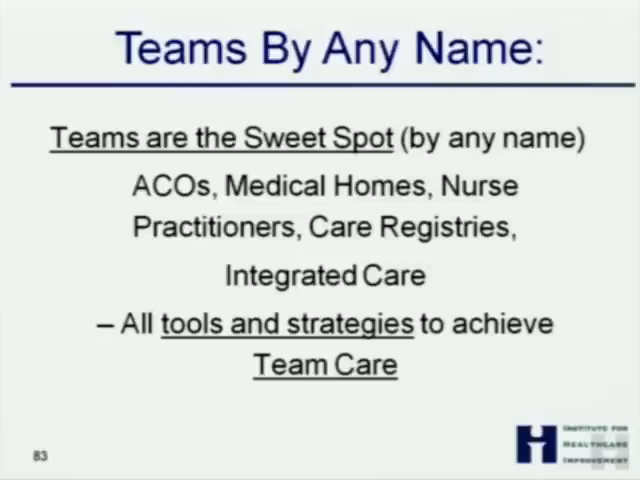 Teams By Any Name:
Teams are the Sweet Spot (by any name)
ACOs, Medical Homes, Nurse
Practitioners, Care Registries,
Integrated Care
– All tools and strategies to achieve
Team Care
83
INSTITUTE FOR
HEALTHCARE
IMPROVEMENT